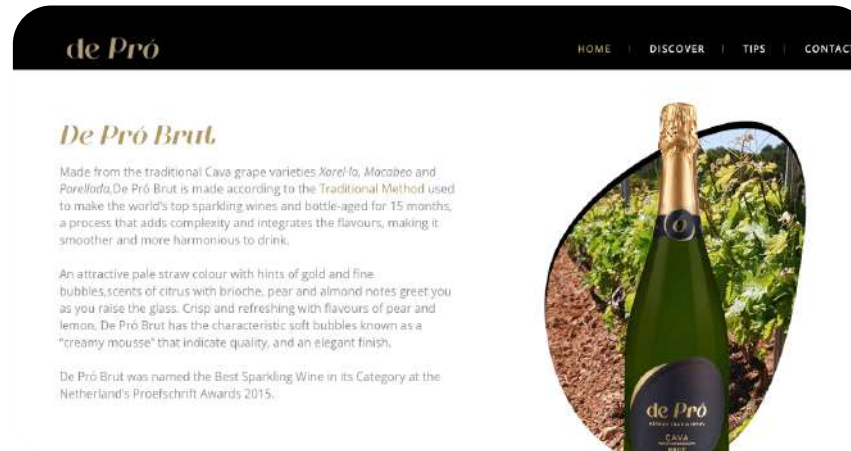 de Pró
HOME | DISCOVER | TIPS | CONTACT
De Pró Brut
Made from the traditional Cava grape varieties Xarel·lo, Macabeo and
Parellada,De Pró Brut is made according to the Traditional Method used
to make the world's top sparkling wines and bottle-aged for 15 months,
a process that adds complexity and integrates the flavours, making it
smoother and more harmonious to drink.
An attractive pale straw colour with hints of gold and fine
bubbles,scents of citrus with brioche, pear and almond notes greet you
as you raise the glass. Crisp and refreshing with flavours of pear and
lemon, De Pró Brut has the characteristic soft bubbles known as a
"creamy mousse" that indicate quality, and an elegant finish.
De Pró Brut was named the Best Sparkling Wine in its Category at the
Netherland's Proefschrift Awards 2015.
de Pró
CAVA
BRUT